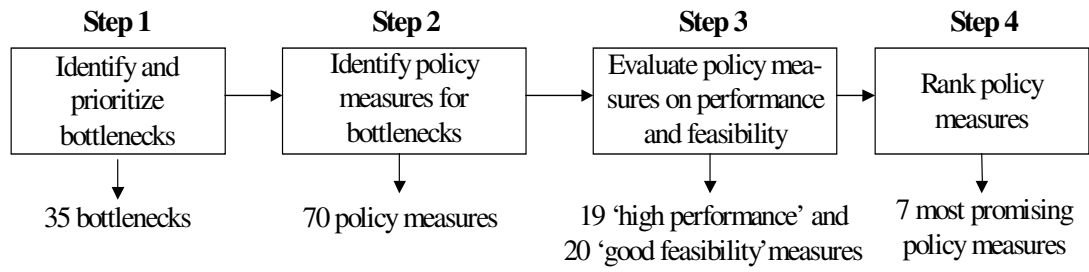 Step 1
Step 2
Step 3
Step 4
Identify and
prioritize
bottlenecks
Identify policy
measures for
bottlenecks
Evaluate policy mea-
sures on performance
and feasibility
Rank policy
measures
35 bottlenecks
70 policy measures
19 ‘high performance’ and
20 ‘good feasibility’ measures
7 most promising
policy measures